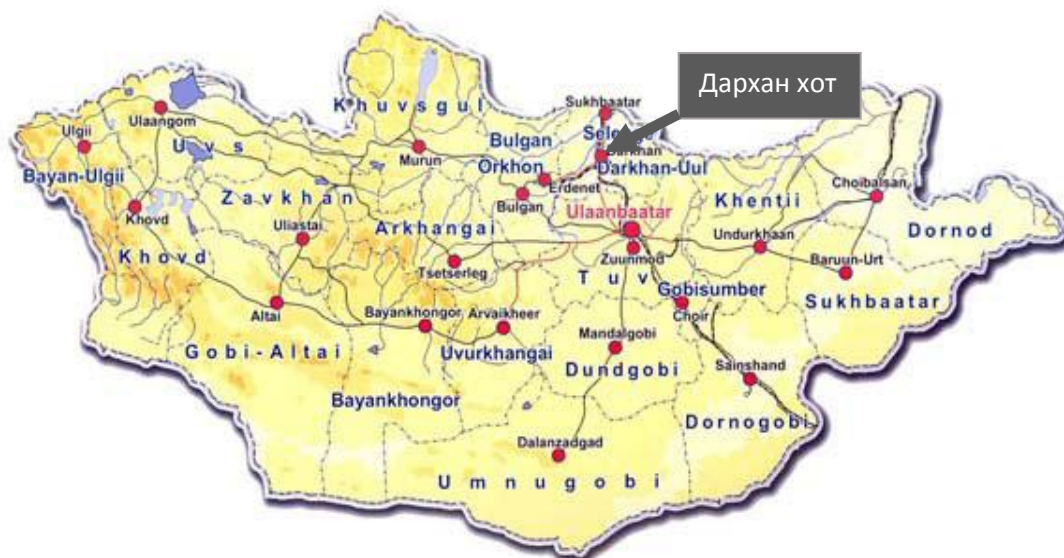 Дархан хот
Sukhbaatar
Khuvsgul
Selenge
Ulaangom
Ulgii
Uvs
Murun
Bulgan
Darkhan
Orkhon
Darkhan-Uul
Bayan-Ulgii
Erdenet
Choibalsan
Zavkhan
Bulgan
Khentii
Khovd
Uliastai
Arkhangai
Ulaanbaatar
Undurkhaan
Dornod
Khovd
Tsetserleg
Zuunmod
Baruun-Urt
Tuv
Gobisumber
Sukhbaatar
Altai
Bayankhongor
Arvaikheer
Choir
Gobi-Altai
Uvurkhangai
Mandalgobi
Dundgobi
Sainshand
Bayankhongor
Dornogobi
Dalanzadgad
Umnugobi